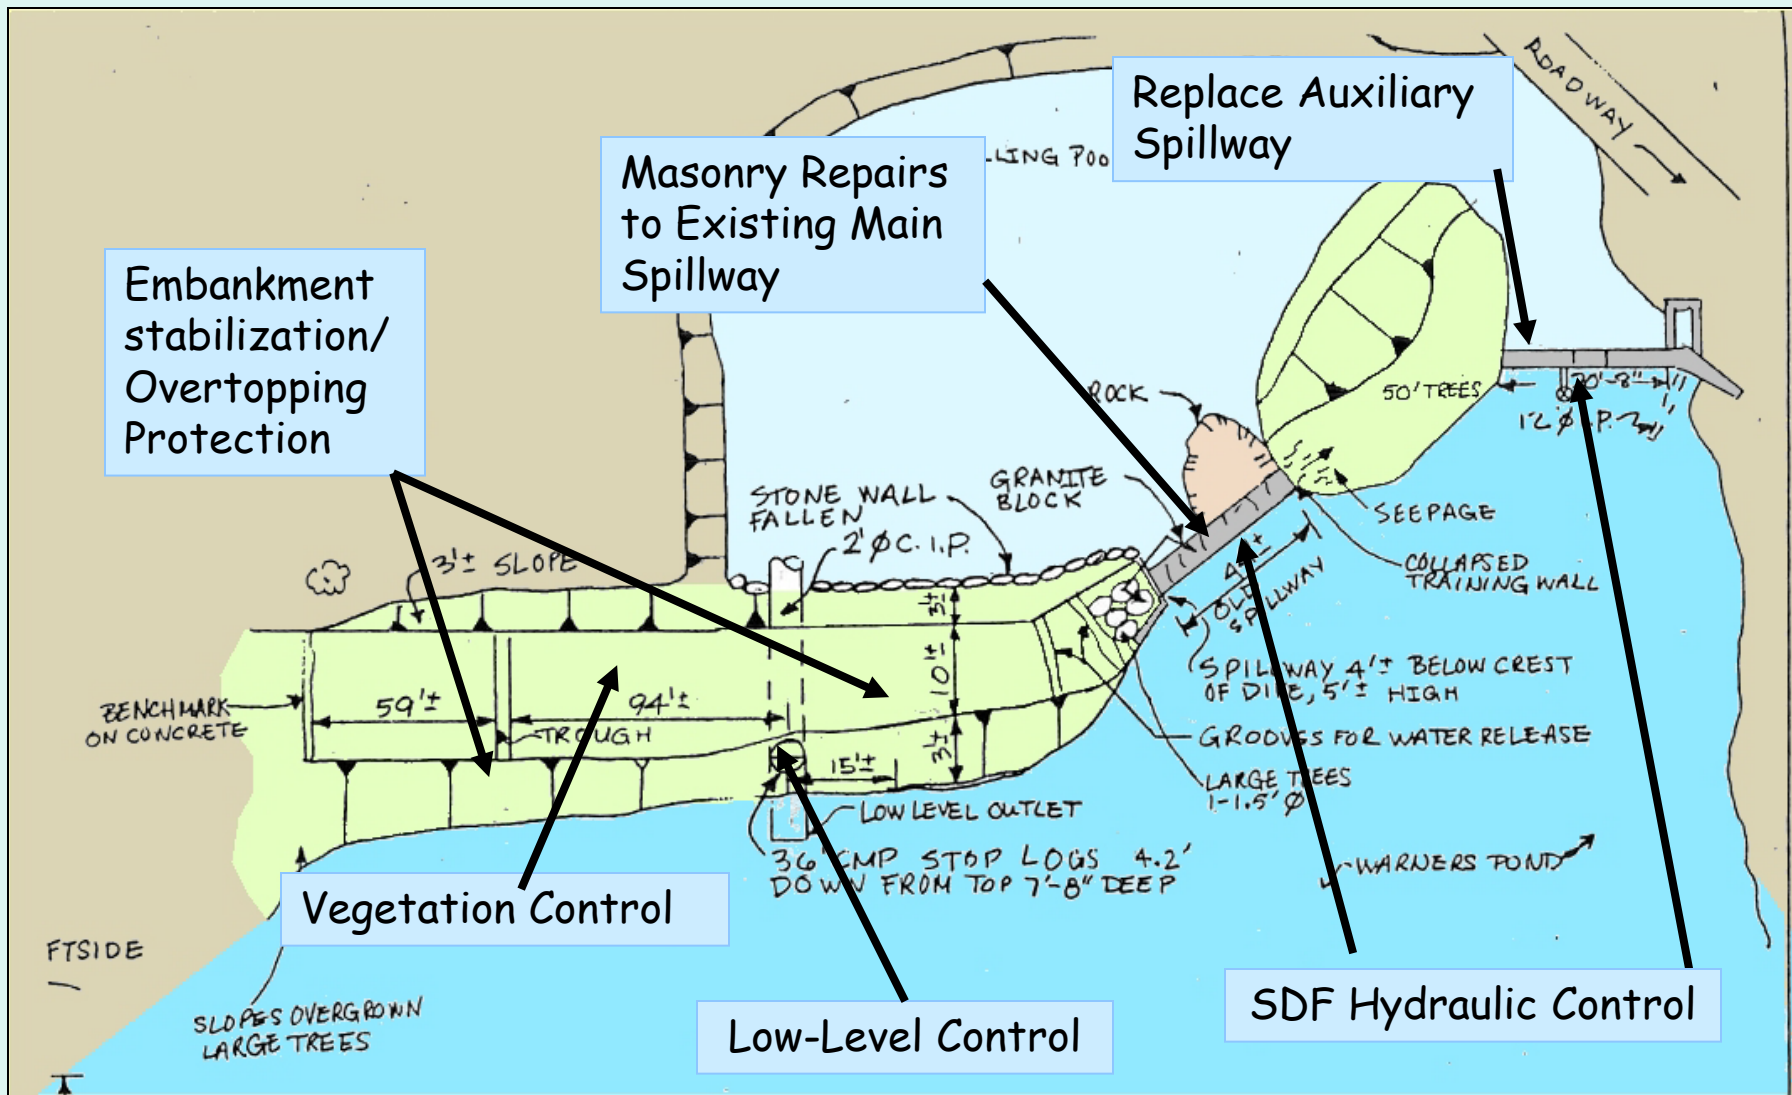 ROADWAY
Replace Auxiliary
Spillway
LLING POO
Masonry Repairs
to Existing Main
Spillway
Embankment
stabilization/
Overtopping
Protection
50' TREES
20'-8"
ROCK
STONE WALL
FALLEN
GRANITE
BLOCK
SEEPAGE
2' Ø C.I.P.
3'± SLOPE
COLLAPSED
TRAINING WALL
OLD
SPILLWAY
3'±
10'±
3'±
SPILLWAY 4'± BELOW CREST
OF DIKE, 5'± HIGH
BENCHMARK
ON CONCRETE
59'±
94'±
TROUGH
GROOVES FOR WATER RELEASE
15'±
LARGE TREES
1-1.5' Ø
LOW LEVEL OUTLET
36" CMP STOP LOGS 4.2'
DOWN FROM TOP 7'-8" DEEP
WARNERS POND
Vegetation Control
FTSIDE
SLOPES OVERGROWN
LARGE TREES
Low-Level Control
SDF Hydraulic Control